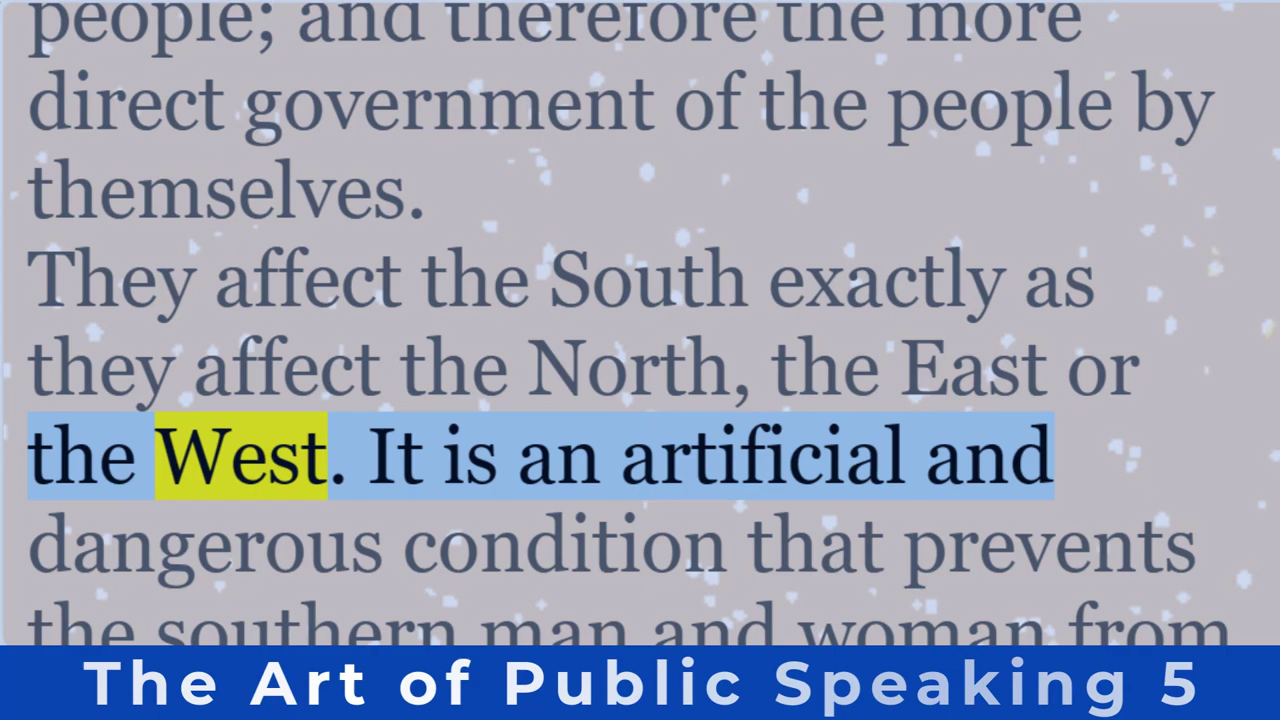 people; and therefore the more
direct government of the people by
themselves.
They affect the South exactly as
they affect the North, the East or
the West. It is an artificial and
dangerous condition that prevents
the southern man and woman from
The Art of Public Speaking 5